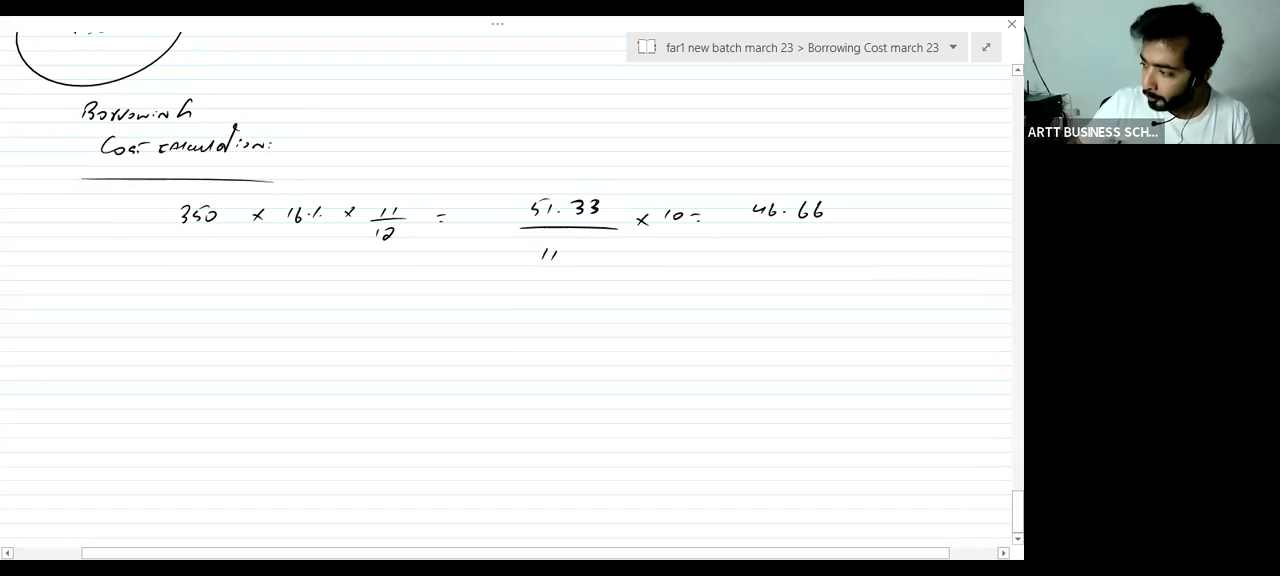 far1 new batch march 23 > Borrowing Cost march 23
ARTT BUSINESS SCH...
Borrowing
Cost calculation:
350 × 16% × 11/12 = 51.33/11 × 10 = 46.66